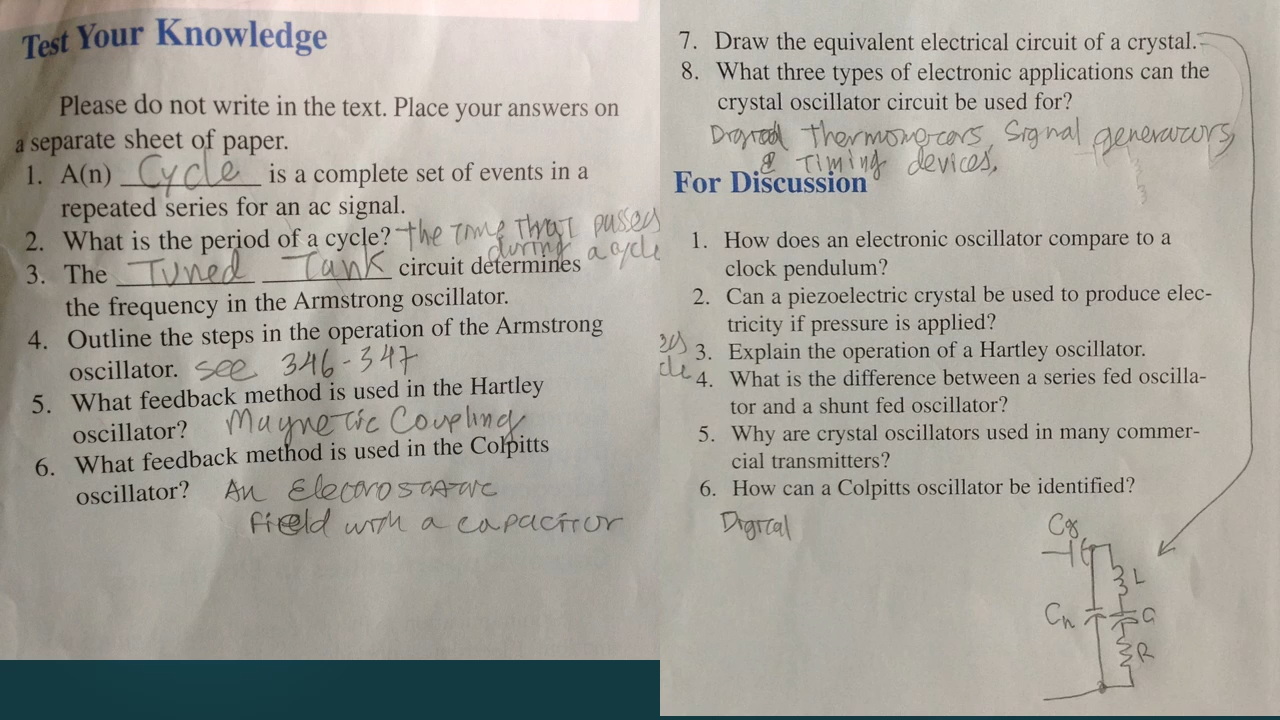 Test Your Knowledge
Please do not write in the text. Place your answers on
a separate sheet of paper.
1. A(n) Cycle is a complete set of events in a
repeated series for an ac signal.
2. What is the period of a cycle? the time that passes
during a cycle
3. The Tuned Tank circuit determines
the frequency in the Armstrong oscillator.
4. Outline the steps in the operation of the Armstrong
oscillator. see 346-347
5. What feedback method is used in the Hartley
oscillator? Magnetic Coupling
6. What feedback method is used in the Colpitts
oscillator? An Electrostatic
field with a capacitor
7. Draw the equivalent electrical circuit of a crystal.
8. What three types of electronic applications can the
crystal oscillator circuit be used for?
Digital thermometers, Signal generators,
& Timing devices.
For Discussion
1. How does an electronic oscillator compare to a
clock pendulum?
2. Can a piezoelectric crystal be used to produce elec-
tricity if pressure is applied?
3. Explain the operation of a Hartley oscillator.
4. What is the difference between a series fed oscilla-
tor and a shunt fed oscillator?
5. Why are crystal oscillators used in many commer-
cial transmitters?
6. How can a Colpitts oscillator be identified?
Digital
L
Cn
R